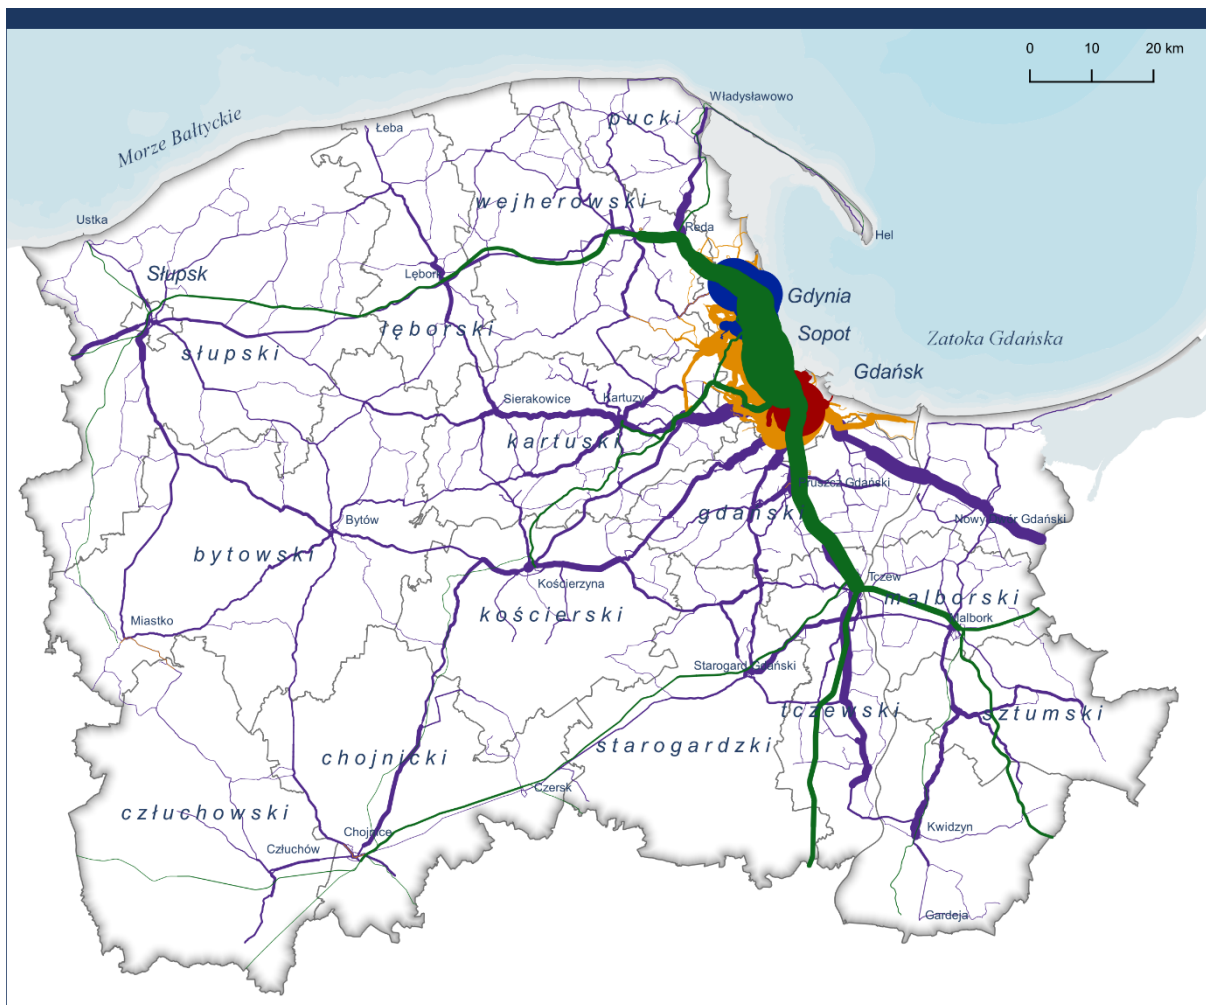 0 10 20 km
Władysławowo
pucki
Morze Bałtyckie
Łeba
wejherowski
Ustka
Reda
Hel
Słupsk
Lębork
Gdynia
łęborski
Sopot
Zatoka Gdańska
słupski
Gdańsk
Sierakowice
Kartuzy
kartuski
Pruszcz Gdański
gdański
Bytów
Nowy Dwór Gdański
bytowski
Kościerzyna
Tczew
malborski
kościerski
Miastko
Malbork
Starogard Gdański
tczewski
sztumski
starogardzki
chojnicki
Czersk
człuchowski
Chojnice
Kwidzyn
Człuchów
Gardeja